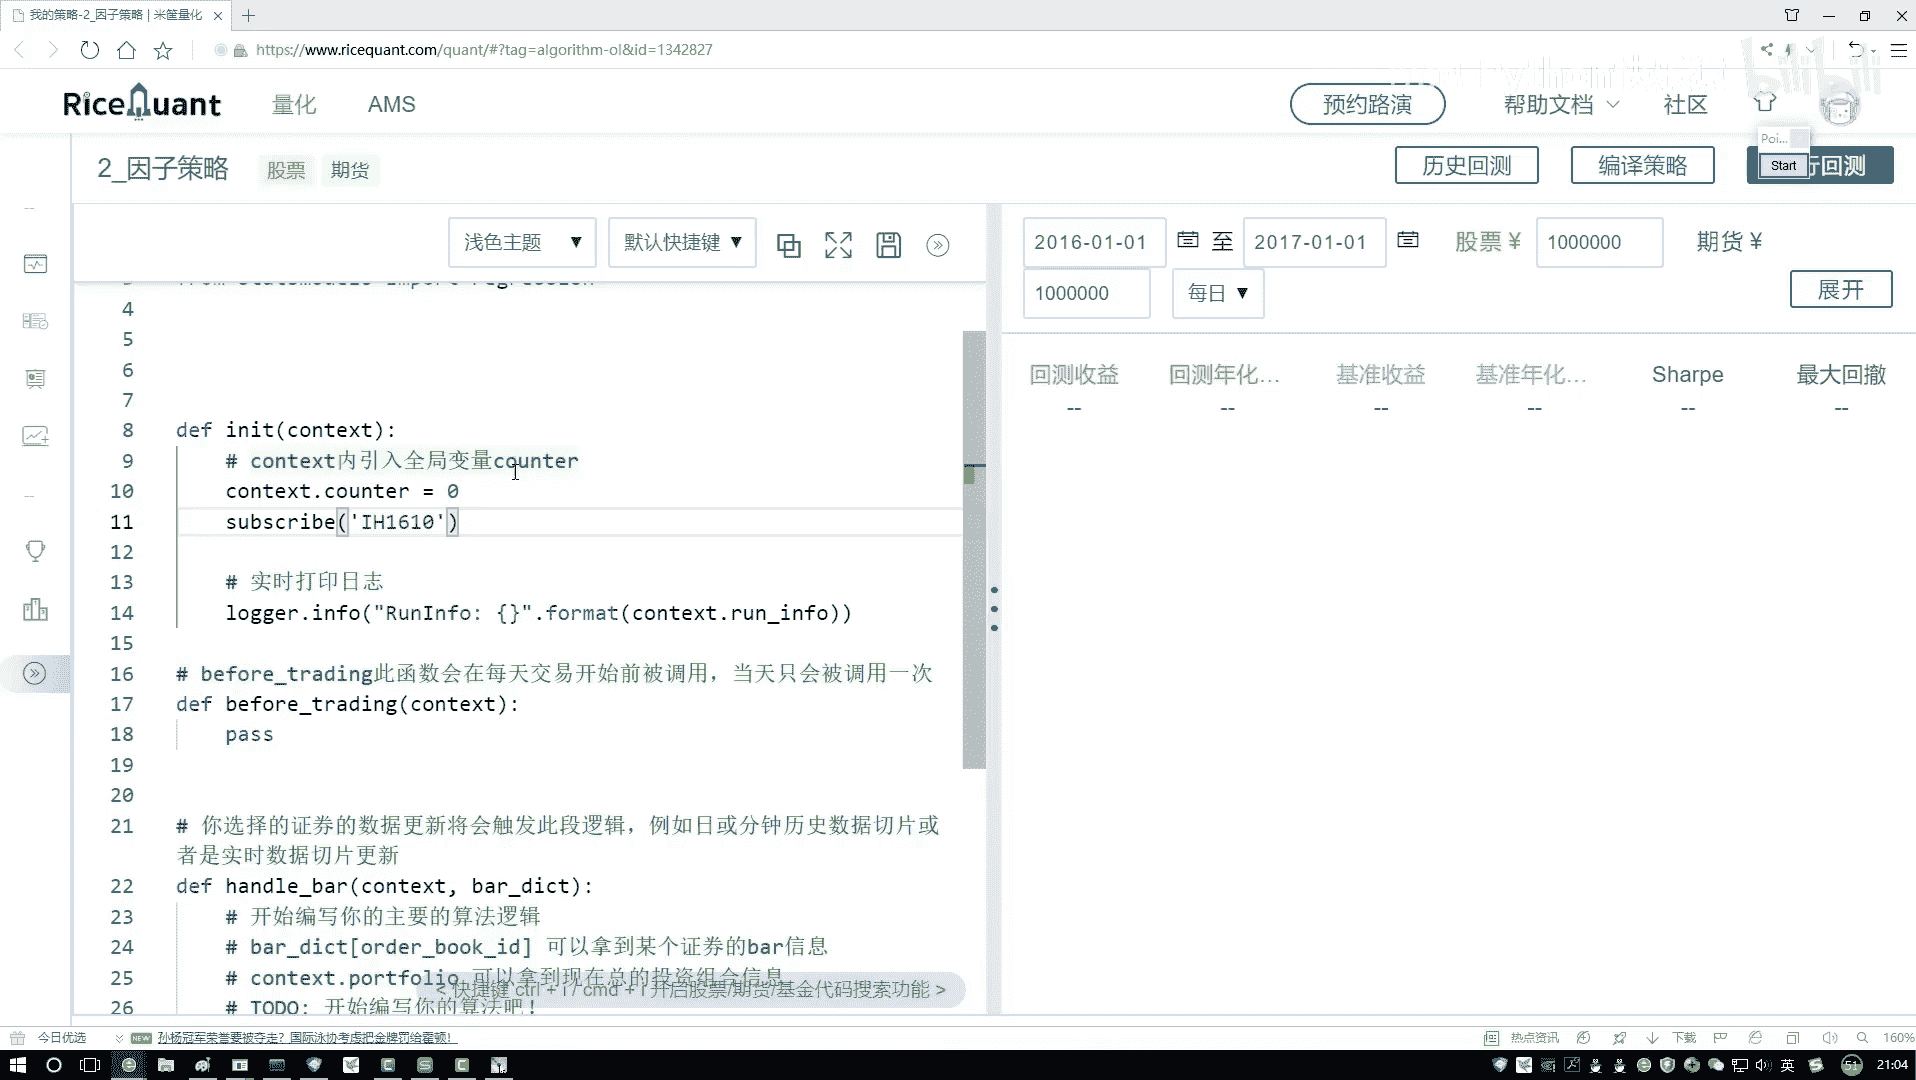 我的策略-2_因子策略 | 米筐量化
https://www.ricequant.com/quant/#?tag=algorithm-ol&id=1342827
bilibili
RiceQuant 量化 AMS 预约路演 帮助文档 社区
Poi...
2_因子策略 股票 期货 历史回测 编译策略 Start 行回测
浅色主题 ▼ 默认快捷键 ▼
2016-01-01 至 2017-01-01 股票 ¥ 1000000 期货 ¥
1000000 每日 ▼ 展开
回测收益 回测年化... 基准收益 基准年化... Sharpe 最大回撤
-- -- -- -- -- --
3 from statsmodels import regression
4
5
6
7
8 def init(context):
9 # context内引入全局变量counter
10 context.counter = 0
11 subscribe('IH1610')
12
13 # 实时打印日志
14 logger.info("RunInfo: {}".format(context.run_info))
15
16 # before_trading此函数会在每天交易开始前被调用，当天只会被调用一次
17 def before_trading(context):
18 pass
19
20
21 # 你选择的证券的数据更新将会触发此段逻辑，例如日或分钟历史数据切片或
者是实时数据切片更新
22 def handle_bar(context, bar_dict):
23 # 开始编写你的主要的算法逻辑
24 # bar_dict[order_book_id] 可以拿到某个证券的bar信息
25 # context.portfolio 可以拿到现在总的投资组合信息
< 快捷键 ctrl + i / cmd + i 开启股票/期货/基金代码搜索功能 >
26 # TODO: 开始编写你的算法吧！
今日优选 NEW 孙杨冠军荣誉要被夺走？国际泳协考虑把金牌罚给霍顿！ 热点资讯 下载 160%
英 51 21:04